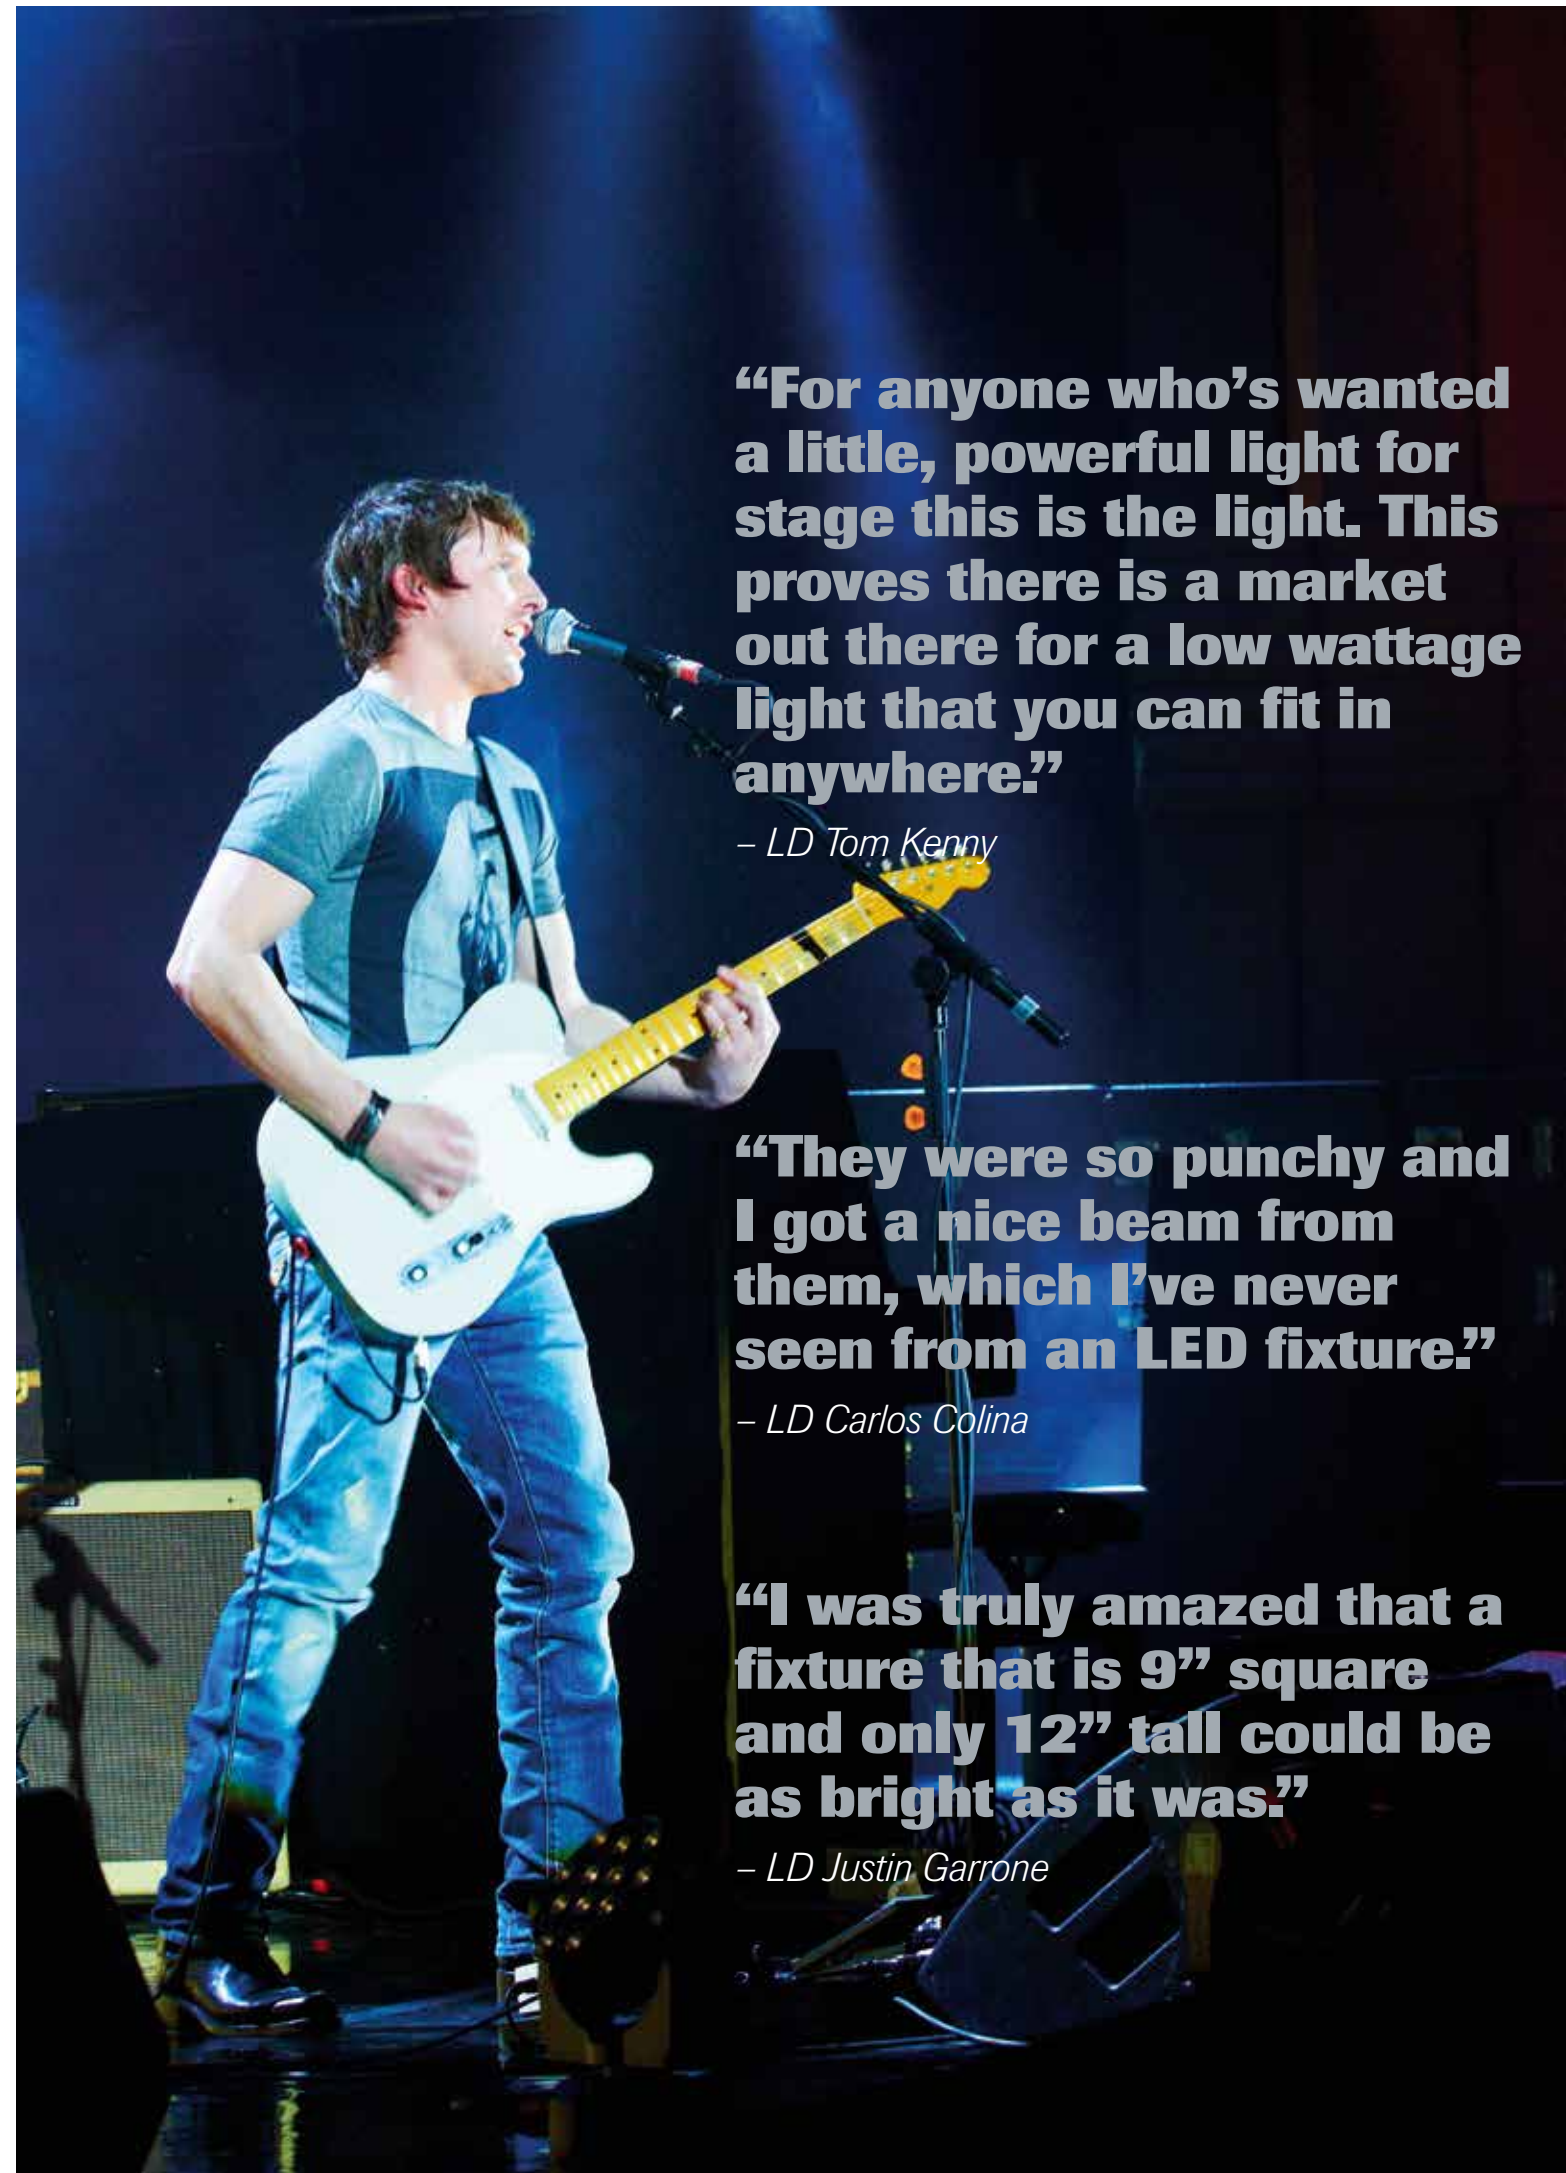 “For anyone who’s wanted
a little, powerful light for
stage this is the light. This
proves there is a market
out there for a low wattage
light that you can fit in
anywhere.”
– LD Tom Kenny
“They were so punchy and
I got a nice beam from
them, which I’ve never
seen from an LED fixture.”
– LD Carlos Colina
“I was truly amazed that a
fixture that is 9” square
and only 12” tall could be
as bright as it was.”
– LD Justin Garrone